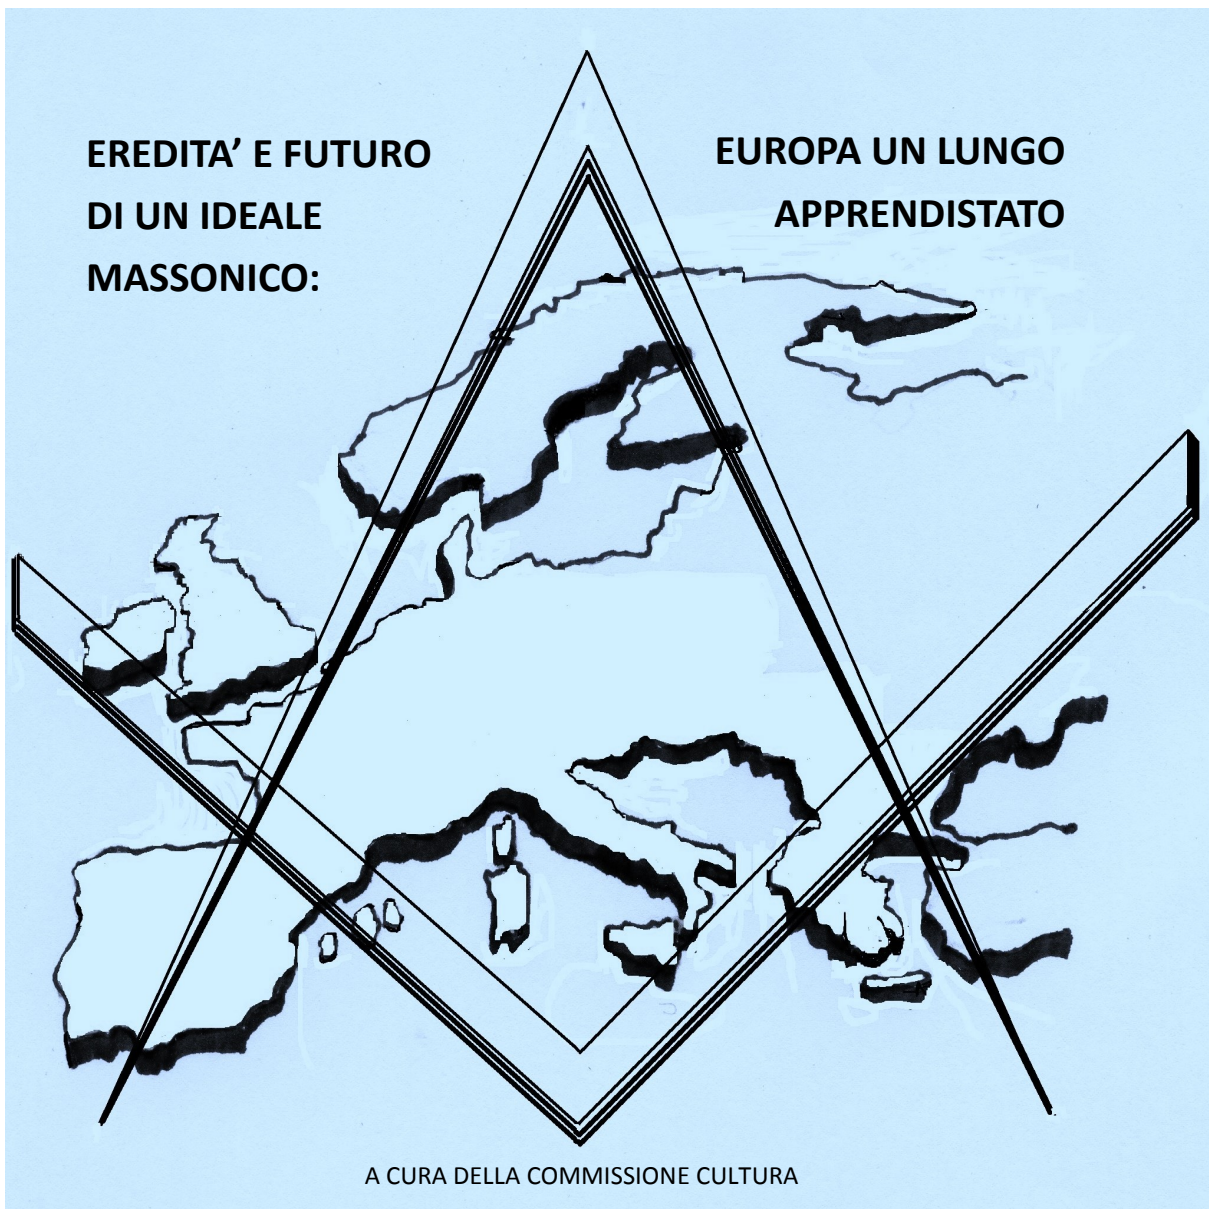 EREDITA’ E FUTURO
DI UN IDEALE
MASSONICO:
EUROPA UN LUNGO
APPRENDISTATO
A CURA DELLA COMMISSIONE CULTURA